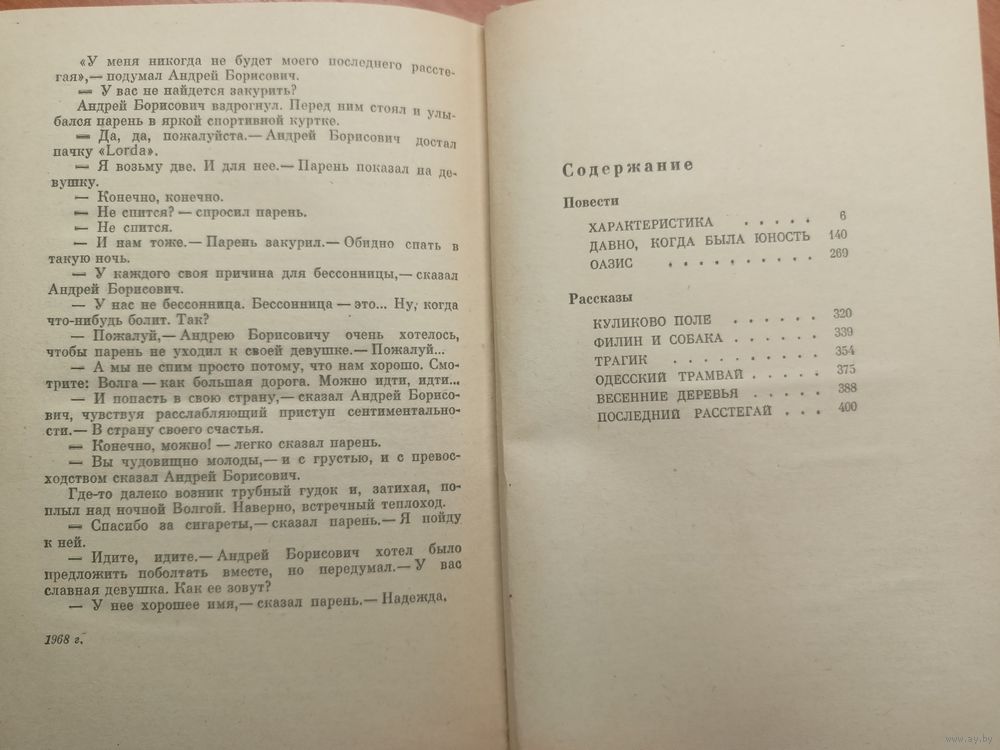 «У меня никогда не будет моего последнего расстe-
гая»,— подумал Андрей Борисович.
— У вас не найдется закурить?
Андрей Борисович вздрогнул. Перед ним стоял и улы-
бался парень в яркой спортивной куртке.
— Да, да, пожалуйста.— Андрей Борисович достал
пачку «Lorda».
— Я возьму две. И для нее.— Парень показал на де-
вушку.
— Конечно, конечно.
— Не спится? — спросил парень.
— Не спится.
— И нам тоже.— Парень закурил.— Обидно спать в
такую ночь.
— У каждого своя причина для бессонницы,— сказал
Андрей Борисович.
— У нас не бессонница. Бессонница — это... Ну, когда
что-нибудь болит. Так?
— Пожалуй,— Андрею Борисовичу очень хотелось,
чтобы парень не уходил к своей девушке.— Пожалуй...
— А мы не спим просто потому, что нам хорошо. Смо-
трите: Волга — как большая дорога. Можно идти, идти...
— И попасть в свою страну,— сказал Андрей Борисо-
вич, чувствуя расслабляющий приступ сентиментально-
сти.— В страну своего счастья.
— Конечно, можно! — легко сказал парень.
— Вы чудовищно молоды,— и с грустью, и с превос-
ходством сказал Андрей Борисович.
Где-то далеко возник трубный гудок и, затихая, по-
плыл над ночной Волгой. Наверно, встречный теплоход.
— Спасибо за сигареты,— сказал парень.— Я пойду
к ней.
— Идите, идите.— Андрей Борисович хотел было
предложить поболтать вместе, но передумал.— У вас
славная девушка. Как ее зовут?
— У нее хорошее имя,— сказал парень.— Надежда.
1968 г.
Содержание
Повести
ХАРАКТЕРИСТИКА . . . . . 6
ДАВНО, КОГДА БЫЛА ЮНОСТЬ 140
ОАЗИС . . . . . . . . . . 269
Рассказы
КУЛИКОВО ПОЛЕ . . . . . . 320
ФИЛИН И СОБАКА . . . . . . 339
ТРАГИК . . . . . . . . . . 354
ОДЕССКИЙ ТРАМВАЙ . . . . . 375
ВЕСЕННИЕ ДЕРЕВЬЯ . . . . . 388
ПОСЛЕДНИЙ РАССТЕГАЙ . . . 400
www.ay.by